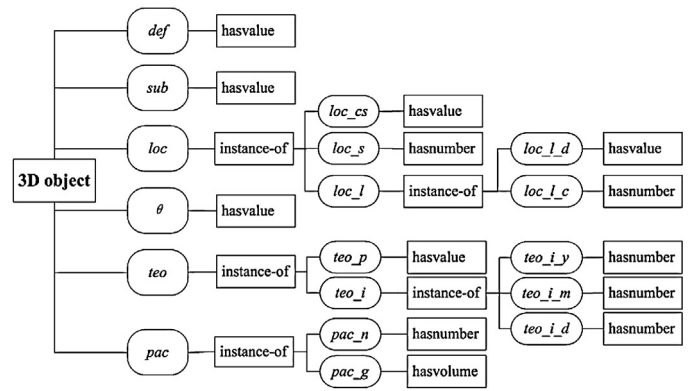 def hasvalue
sub hasvalue
loc_cs hasvalue
loc instance-of loc_s hasnumber loc_l_d hasvalue
3D object
loc_l instance-of loc_l_c hasnumber
θ hasvalue
teo_p hasvalue teo_i_y hasnumber
teo instance-of
teo_i instance-of teo_i_m hasnumber
teo_i_d hasnumber
pac_n hasnumber
pac instance-of
pac_g hasvolume